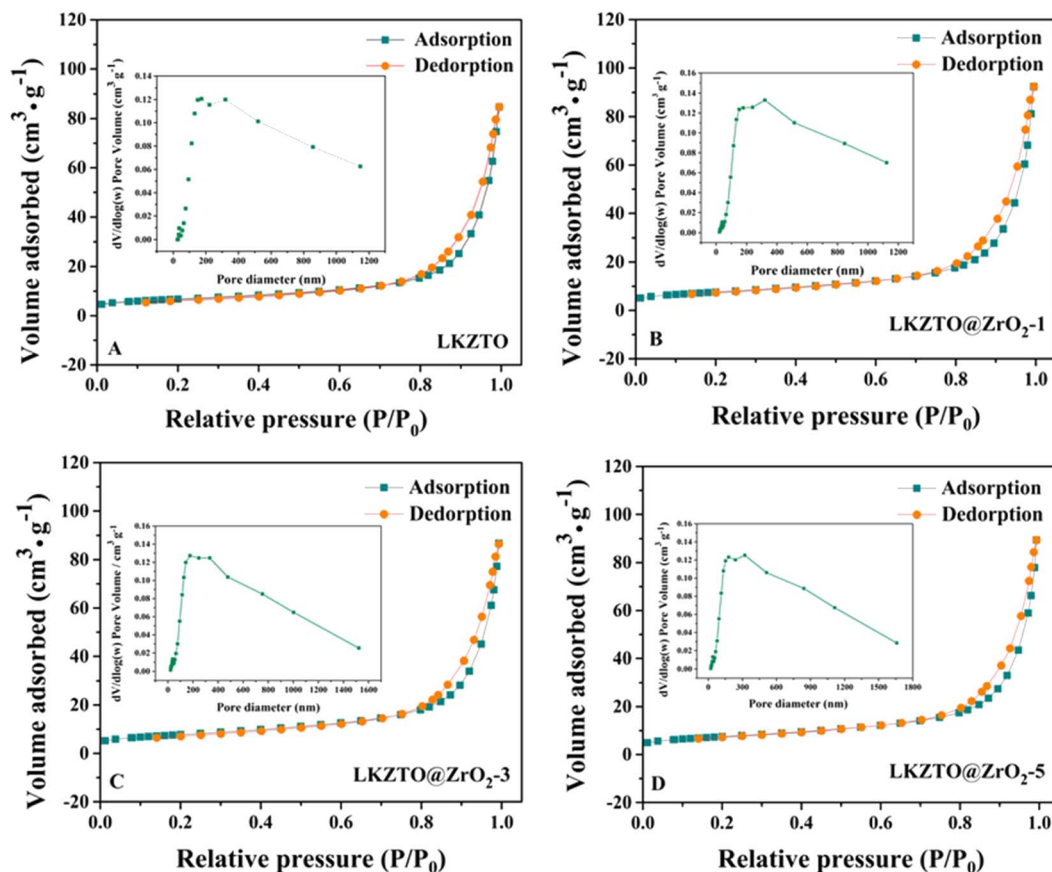 120
100
80
60
40
20
0
-20
Volume adsorbed (cm³·g⁻¹)
Adsorption
Dedorption
0.14
0.12
0.10
0.08
0.06
0.04
0.02
0.00
dV/dlog(w) Pore Volume (cm³ g⁻¹)
0 200 400 600 800 1000 1200
Pore diameter (nm)
A
LKZTO
0.0 0.2 0.4 0.6 0.8 1.0
Relative pressure (P/P₀)
120
100
80
60
40
20
0
-20
Volume adsorbed (cm³·g⁻¹)
Adsorption
Dedorption
0.16
0.14
0.12
0.10
0.08
0.06
0.04
0.02
0.00
dV/dlog(w) Pore Volume (cm³ g⁻¹)
0 200 400 600 800 1000 1200
Pore diameter (nm)
B
LKZTO@ZrO₂-1
0.0 0.2 0.4 0.6 0.8 1.0
Relative pressure (P/P₀)
120
100
80
60
40
20
0
-20
Volume adsorbed (cm³·g⁻¹)
Adsorption
Dedorption
0.16
0.14
0.12
0.10
0.08
0.06
0.04
0.02
0.00
dV/dlog(w) Pore Volume / cm³ g⁻¹)
0 200 400 600 800 1000 1200 1400 1600
Pore diameter (nm)
C
LKZTO@ZrO₂-3
0.0 0.2 0.4 0.6 0.8 1.0
Relative pressure (P/P₀)
120
100
80
60
40
20
0
-20
Volume adsorbed (cm³·g⁻¹)
Adsorption
Dedorption
0.16
0.14
0.12
0.10
0.08
0.06
0.04
0.02
0.00
dV/dlog(w) Pore Volume (cm³ g⁻¹)
0 300 600 900 1200 1500 1800
Pore diameter (nm)
D
LKZTO@ZrO₂-5
0.0 0.2 0.4 0.6 0.8 1.0
Relative pressure (P/P₀)